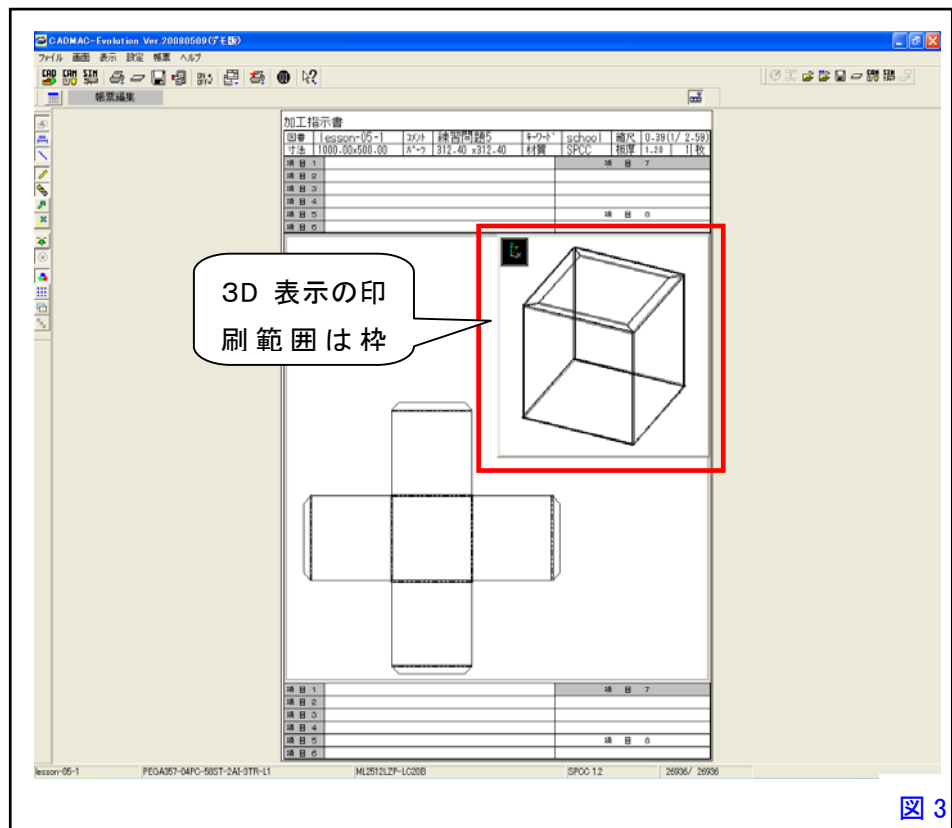 CADMAC-Evolution Ver.20080509(デモ版)
ファイル 画面 表示 設定 帳票 ヘルプ
帳票編集
加工指示書
図番 lesson-05-1 コメント 練習問題5 キーワード school 縮尺 0.39(1/ 2.59)
寸法 1000.00x500.00 パーツ 312.40 x312.40 材質 SPCC 板厚 1.20 1 枚
項目 1 項目 7
項目 2
項目 3
項目 4
項目 5 項目 8
項目 6
3D 表示の印
刷範囲は枠
項目 1 項目 7
項目 2
項目 3
項目 4
項目 5 項目 8
項目 6
lesson-05-1 PEGA357-04PC-58ST-2AI-3TR-L1 ML2512LZP-LC20B SPCC 1.2 26936/ 26936
図 3